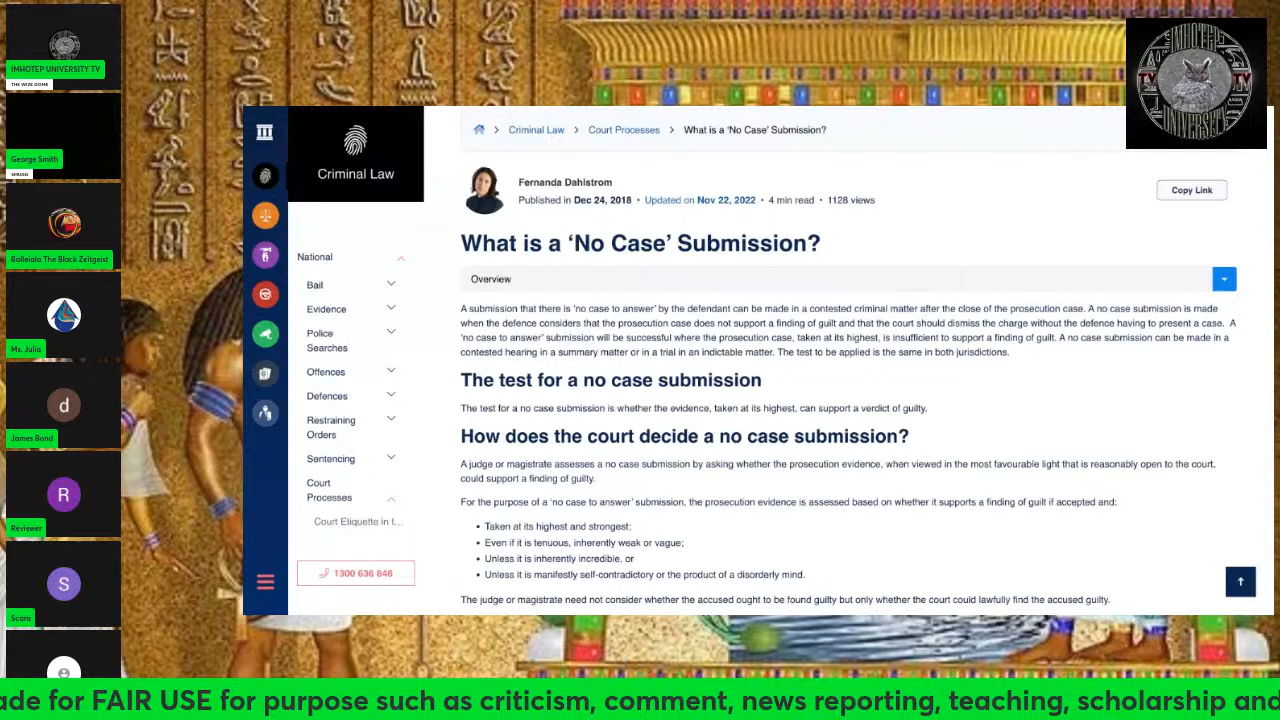 IMHOTEP UNIVERSITY TV
THE WIZE DOME
George Smith
SMUGG
Balleiato The Black Zeitgeist
Ms. Julia
d
James Bond
R
Reviewer
S
Scara
IMHOTEP
TV TV
UNIVERSITY
Criminal Law
National
Bail
Evidence
Police
Searches
Offences
Defences
Restraining
Orders
Sentencing
Court
Processes
Court Etiquette in t...
1300 636 846
Criminal Law > Court Processes > What is a ‘No Case’ Submission?
Fernanda Dahlstrom
Published in Dec 24, 2018 • Updated on Nov 22, 2022 • 4 min read • 1128 views
Copy Link
What is a ‘No Case’ Submission?
Overview
A submission that there is ‘no case to answer’ by the defendant can be made in a contested criminal matter after the close of the prosecution case. A no case submission is made
when the defence considers that the prosecution case does not support a finding of guilt and that the court should dismiss the charge without the defence having to present a case. A
‘no case to answer’ submission will be successful where the prosecution case, taken at its highest, is insufficient to support a finding of guilt. A no case submission can be made in a
contested hearing in a summary matter or in a trial in an indictable matter. The test to be applied is the same in both jurisdictions.
The test for a no case submission
The test for a no case submission is whether the evidence, taken at its highest, can support a verdict of guilty.
How does the court decide a no case submission?
A judge or magistrate assesses a no case submission by asking whether the prosecution evidence, when viewed in the most favourable light that is reasonably open to the court,
could support a finding of guilty.
For the purpose of a ‘no case to answer’ submission, the prosecution evidence is assessed based on whether it supports a finding of guilt if accepted and:
• Taken at its highest and strongest;
• Even if it is tenuous, inherently weak or vague;
• Unless it is inherently incredible, or
• Unless it is manifestly self-contradictory or the product of a disorderly mind.
The judge or magistrate need not consider whether the accused ought to be found guilty but only whether the court could lawfully find the accused guilty.
ade for FAIR USE for purpose such as criticism, comment, news reporting, teaching, scholarship and